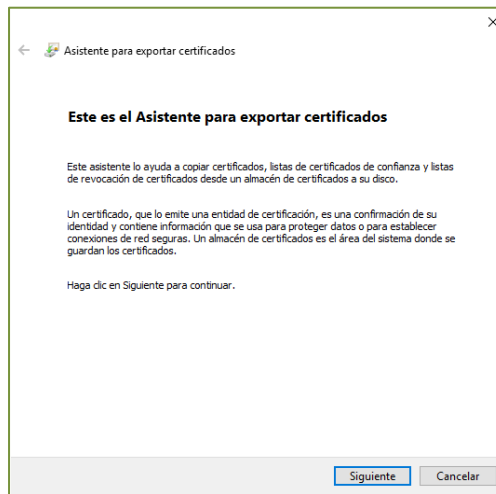 Asistente para exportar certificados
Este es el Asistente para exportar certificados
Este asistente lo ayuda a copiar certificados, listas de certificados de confianza y listas
de revocación de certificados desde un almacén de certificados a su disco.
Un certificado, que lo emite una entidad de certificación, es una confirmación de su
identidad y contiene información que se usa para proteger datos o para establecer
conexiones de red seguras. Un almacén de certificados es el área del sistema donde se
guardan los certificados.
Haga clic en Siguiente para continuar.
Siguiente Cancelar